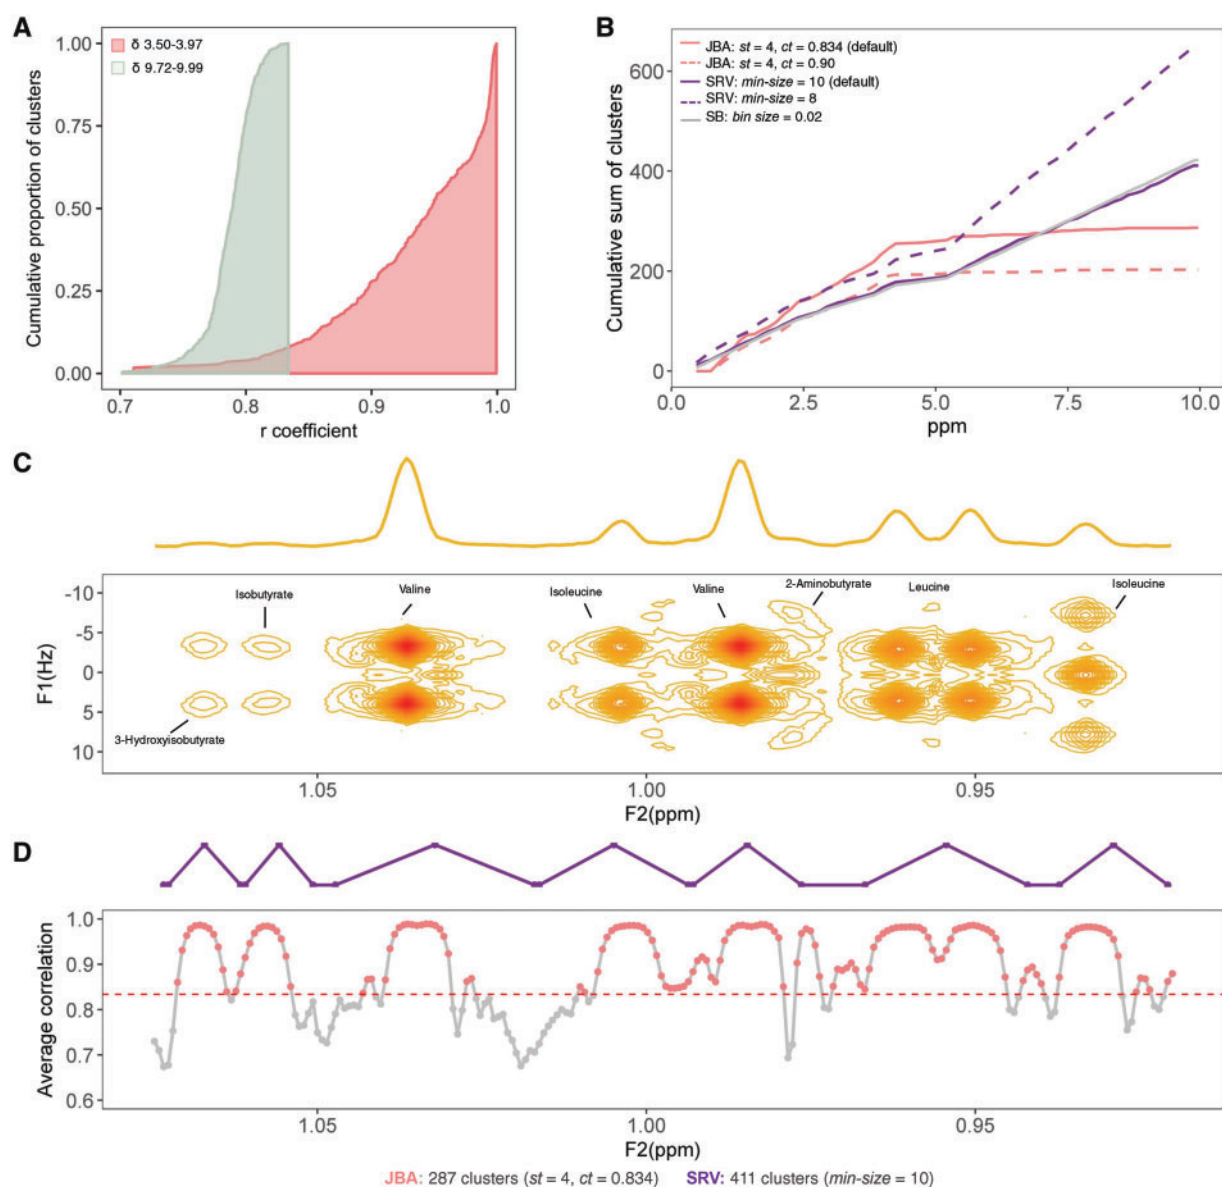 A
δ 3.50-3.97
δ 9.72-9.99
Cumulative proportion of clusters
1.00
0.75
0.50
0.25
0.00
0.7 0.8 0.9 1.0
r coefficient
B
JBA: st = 4, ct = 0.834 (default)
JBA: st = 4, ct = 0.90
SRV: min-size = 10 (default)
SRV: min-size = 8
SB: bin size = 0.02
Cumulative sum of clusters
600
400
200
0
0.0 2.5 5.0 7.5 10.0
ppm
C
Isobutyrate
Valine
Isoleucine
Valine
2-Aminobutyrate
Leucine
Isoleucine
3-Hydroxyisobutyrate
F1(Hz)
-10
-5
0
5
10
1.05 1.00 0.95
F2(ppm)
D
Average correlation
1.0
0.9
0.8
0.7
0.6
1.05 1.00 0.95
F2(ppm)
JBA: 287 clusters (st = 4, ct = 0.834) SRV: 411 clusters (min-size = 10)